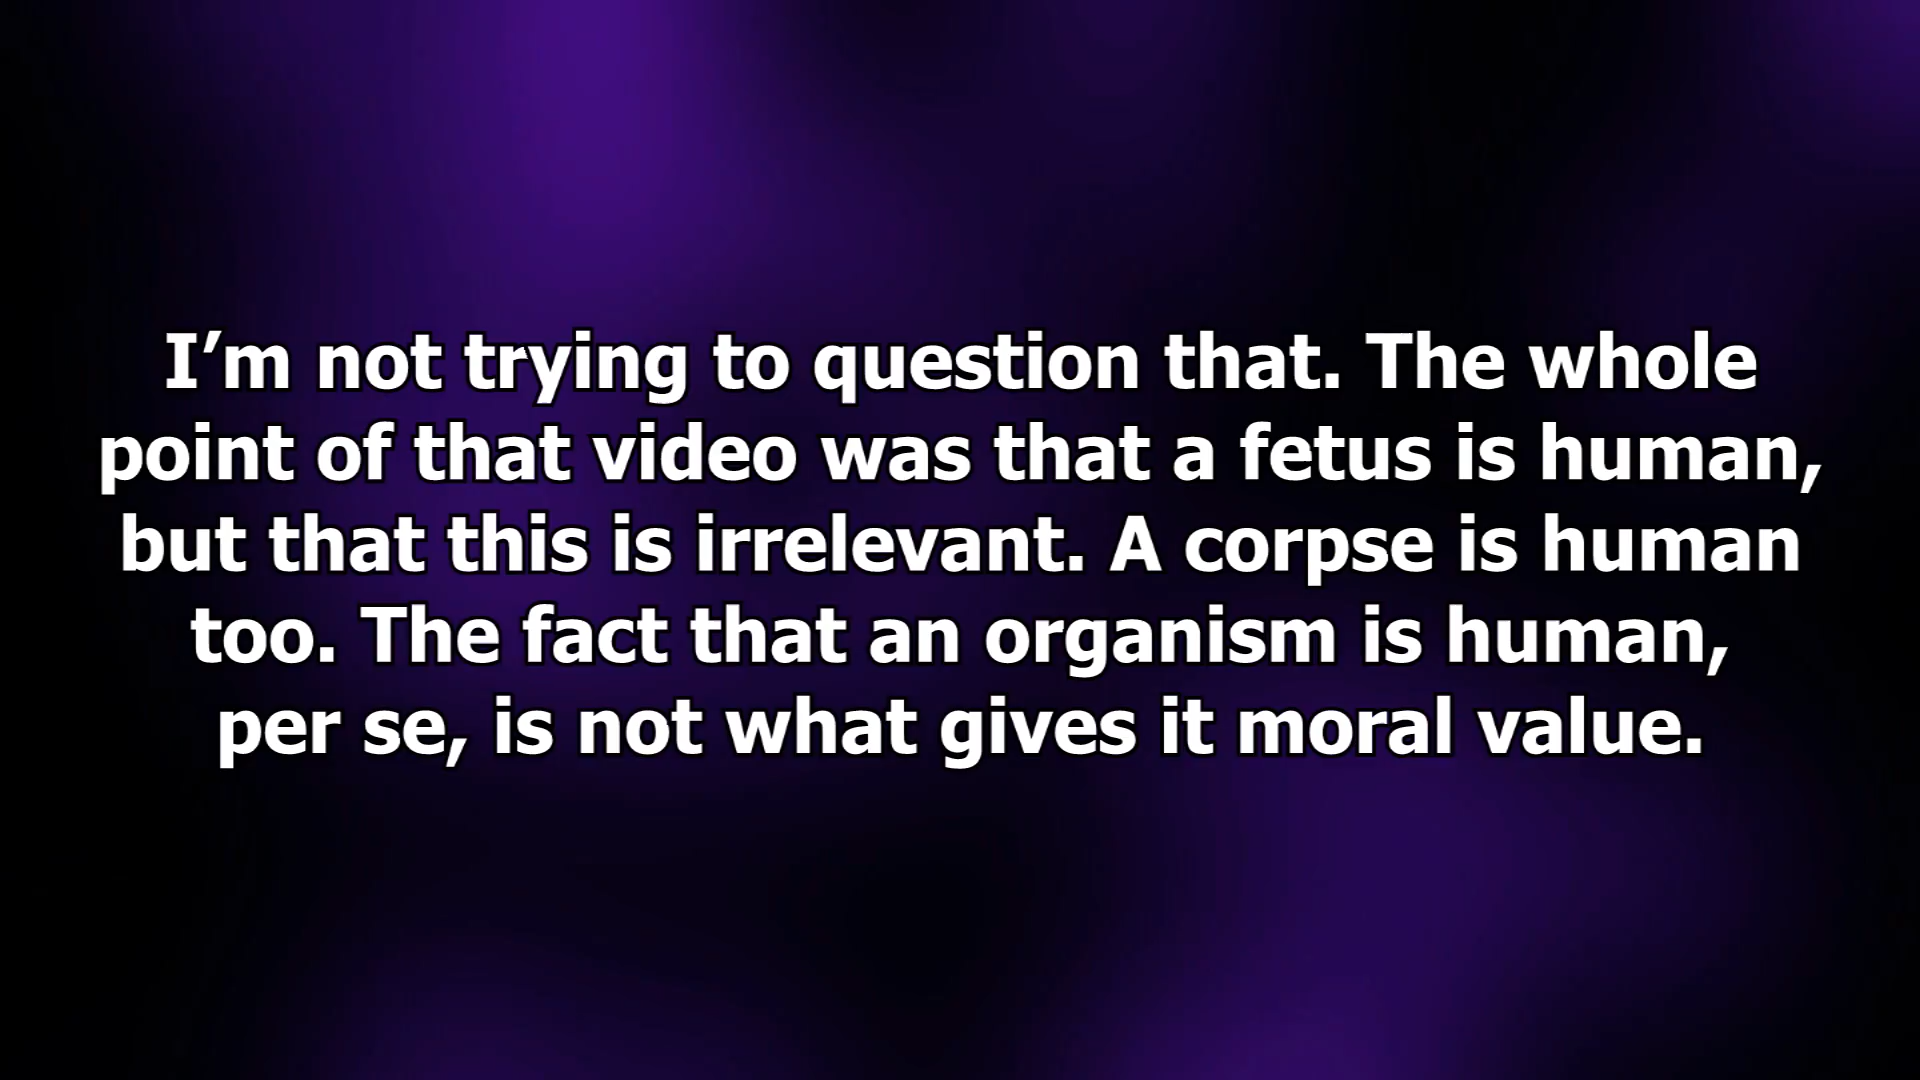 I’m not trying to question that. The whole
point of that video was that a fetus is human,
but that this is irrelevant. A corpse is human
too. The fact that an organism is human,
per se, is not what gives it moral value.